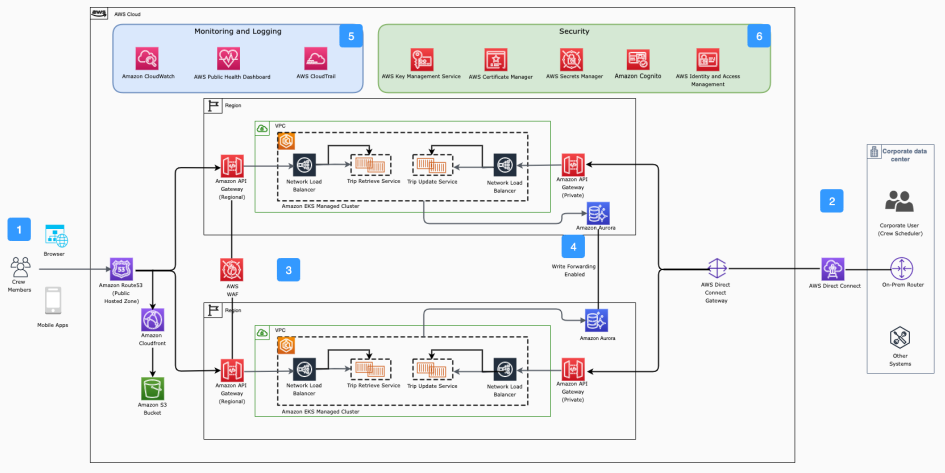 aws
AWS Cloud
Monitoring and Logging
5
Amazon CloudWatch
AWS Public Health Dashboard
AWS CloudTrail
Security
6
AWS Key Management Service
AWS Certificate Manager
AWS Secrets Manager
Amazon Cognito
AWS Identity and Access
Management
Region
VPC
Amazon API
Gateway
(Regional)
Network Load
Balancer
Trip Retrieve Service
Trip Update Service
Network Load
Balancer
Amazon API
Gateway
(Private)
Amazon EKS Managed Cluster
Amazon Aurora
Corporate data
center
Corporate User
(Crew Scheduler)
On-Prem Router
Other
Systems
1
Browser
Crew
Members
Mobile Apps
53
Amazon Route53
(Public
Hosted Zone)
Amazon
Cloudfront
Amazon S3
Bucket
AWS
WAF
3
4
Write Forwarding
Enabled
AWS Direct
Connect
Gateway
2
AWS Direct Connect
Region
VPC
Amazon API
Gateway
(Regional)
Network Load
Balancer
Trip Retrieve Service
Trip Update Service
Network Load
Balancer
Amazon API
Gateway
(Private)
Amazon EKS Managed Cluster
Amazon Aurora